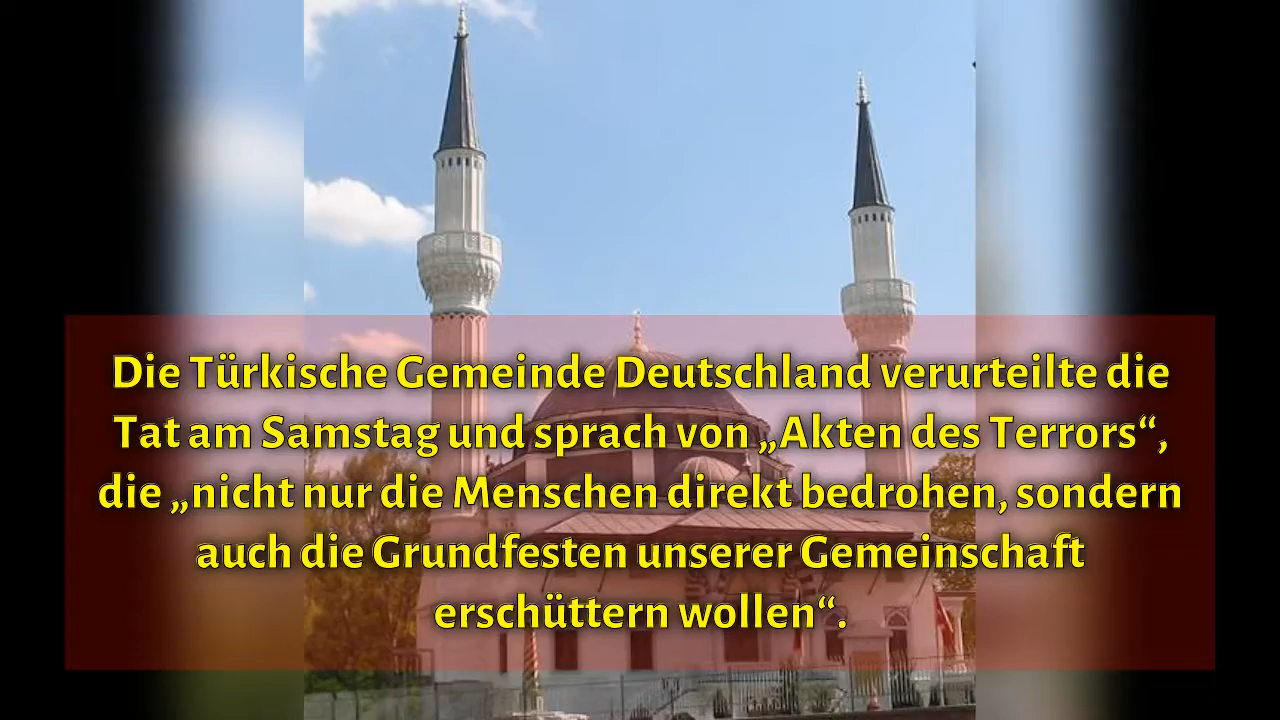 Die Türkische Gemeinde Deutschland verurteilte die
Tat am Samstag und sprach von „Akten des Terrors“,
die „nicht nur die Menschen direkt bedrohen, sondern
auch die Grundfesten unserer Gemeinschaft
erschüttern wollen“.